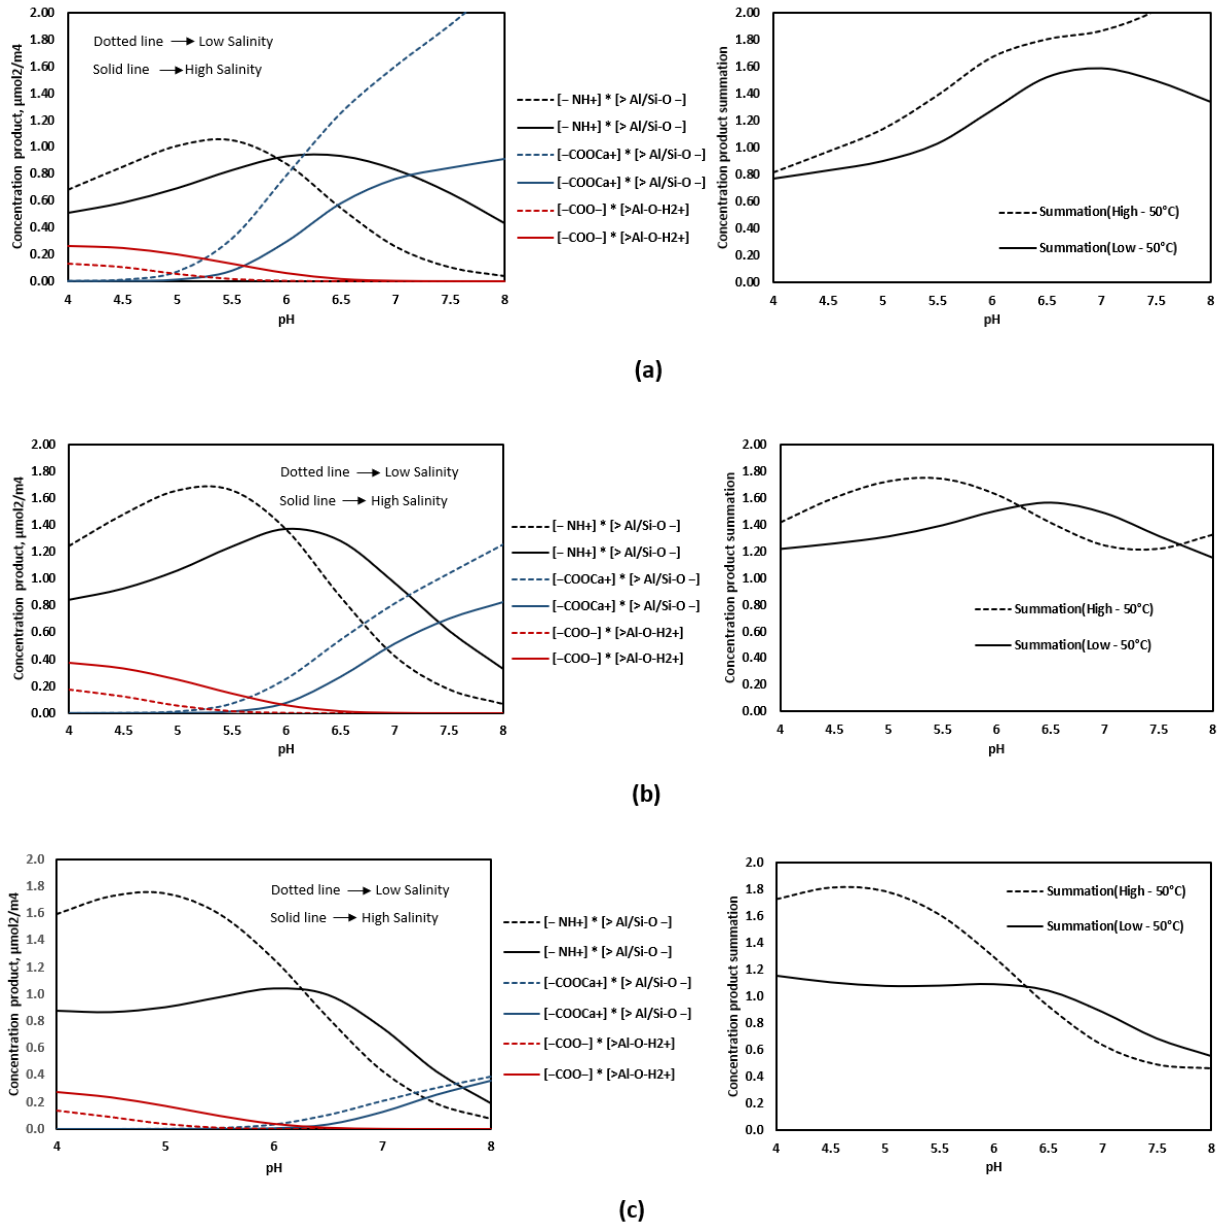 Concentration product, μmol2/m4
2.00
1.80
1.60
1.40
1.20
1.00
0.80
0.60
0.40
0.20
0.00
Dotted line → Low Salinity
Solid line → High Salinity
4 4.5 5 5.5 6 6.5 7 7.5 8
pH
[– NH+] * [> Al/Si-O –]
[– NH+] * [> Al/Si-O –]
[–COOCa+] * [> Al/Si-O –]
[–COOCa+] * [> Al/Si-O –]
[–COO–] * [>Al-O-H2+]
[–COO–] * [>Al-O-H2+]
Concentration product summation
2.00
1.80
1.60
1.40
1.20
1.00
0.80
0.60
0.40
0.20
0.00
Summation(High - 50°C)
Summation(Low - 50°C)
4 4.5 5 5.5 6 6.5 7 7.5 8
pH
(a)
Concentration product, μmol2/m4
2.00
1.80
1.60
1.40
1.20
1.00
0.80
0.60
0.40
0.20
0.00
Dotted line → Low Salinity
Solid line → High Salinity
4 4.5 5 5.5 6 6.5 7 7.5 8
pH
[– NH+] * [> Al/Si-O –]
[– NH+] * [> Al/Si-O –]
[–COOCa+] * [> Al/Si-O –]
[–COOCa+] * [> Al/Si-O –]
[–COO–] * [>Al-O-H2+]
[–COO–] * [>Al-O-H2+]
Concentration product summation
2.00
1.80
1.60
1.40
1.20
1.00
0.80
0.60
0.40
0.20
0.00
Summation(High - 50°C)
Summation(Low - 50°C)
4 4.5 5 5.5 6 6.5 7 7.5 8
pH
(b)
Concentration product, μmol2/m4
2.0
1.8
1.6
1.4
1.2
1.0
0.8
0.6
0.4
0.2
0.0
Dotted line → Low Salinity
Solid line → High Salinity
4 5 6 7 8
pH
[– NH+] * [> Al/Si-O –]
[– NH+] * [> Al/Si-O –]
[–COOCa+] * [> Al/Si-O –]
[–COOCa+] * [> Al/Si-O –]
[–COO–] * [>Al-O-H2+]
[–COO–] * [>Al-O-H2+]
Concentration product summation
2.0
1.8
1.6
1.4
1.2
1.0
0.8
0.6
0.4
0.2
0.0
Summation(High - 50°C)
Summation(Low - 50°C)
4 4.5 5 5.5 6 6.5 7 7.5 8
pH
(c)